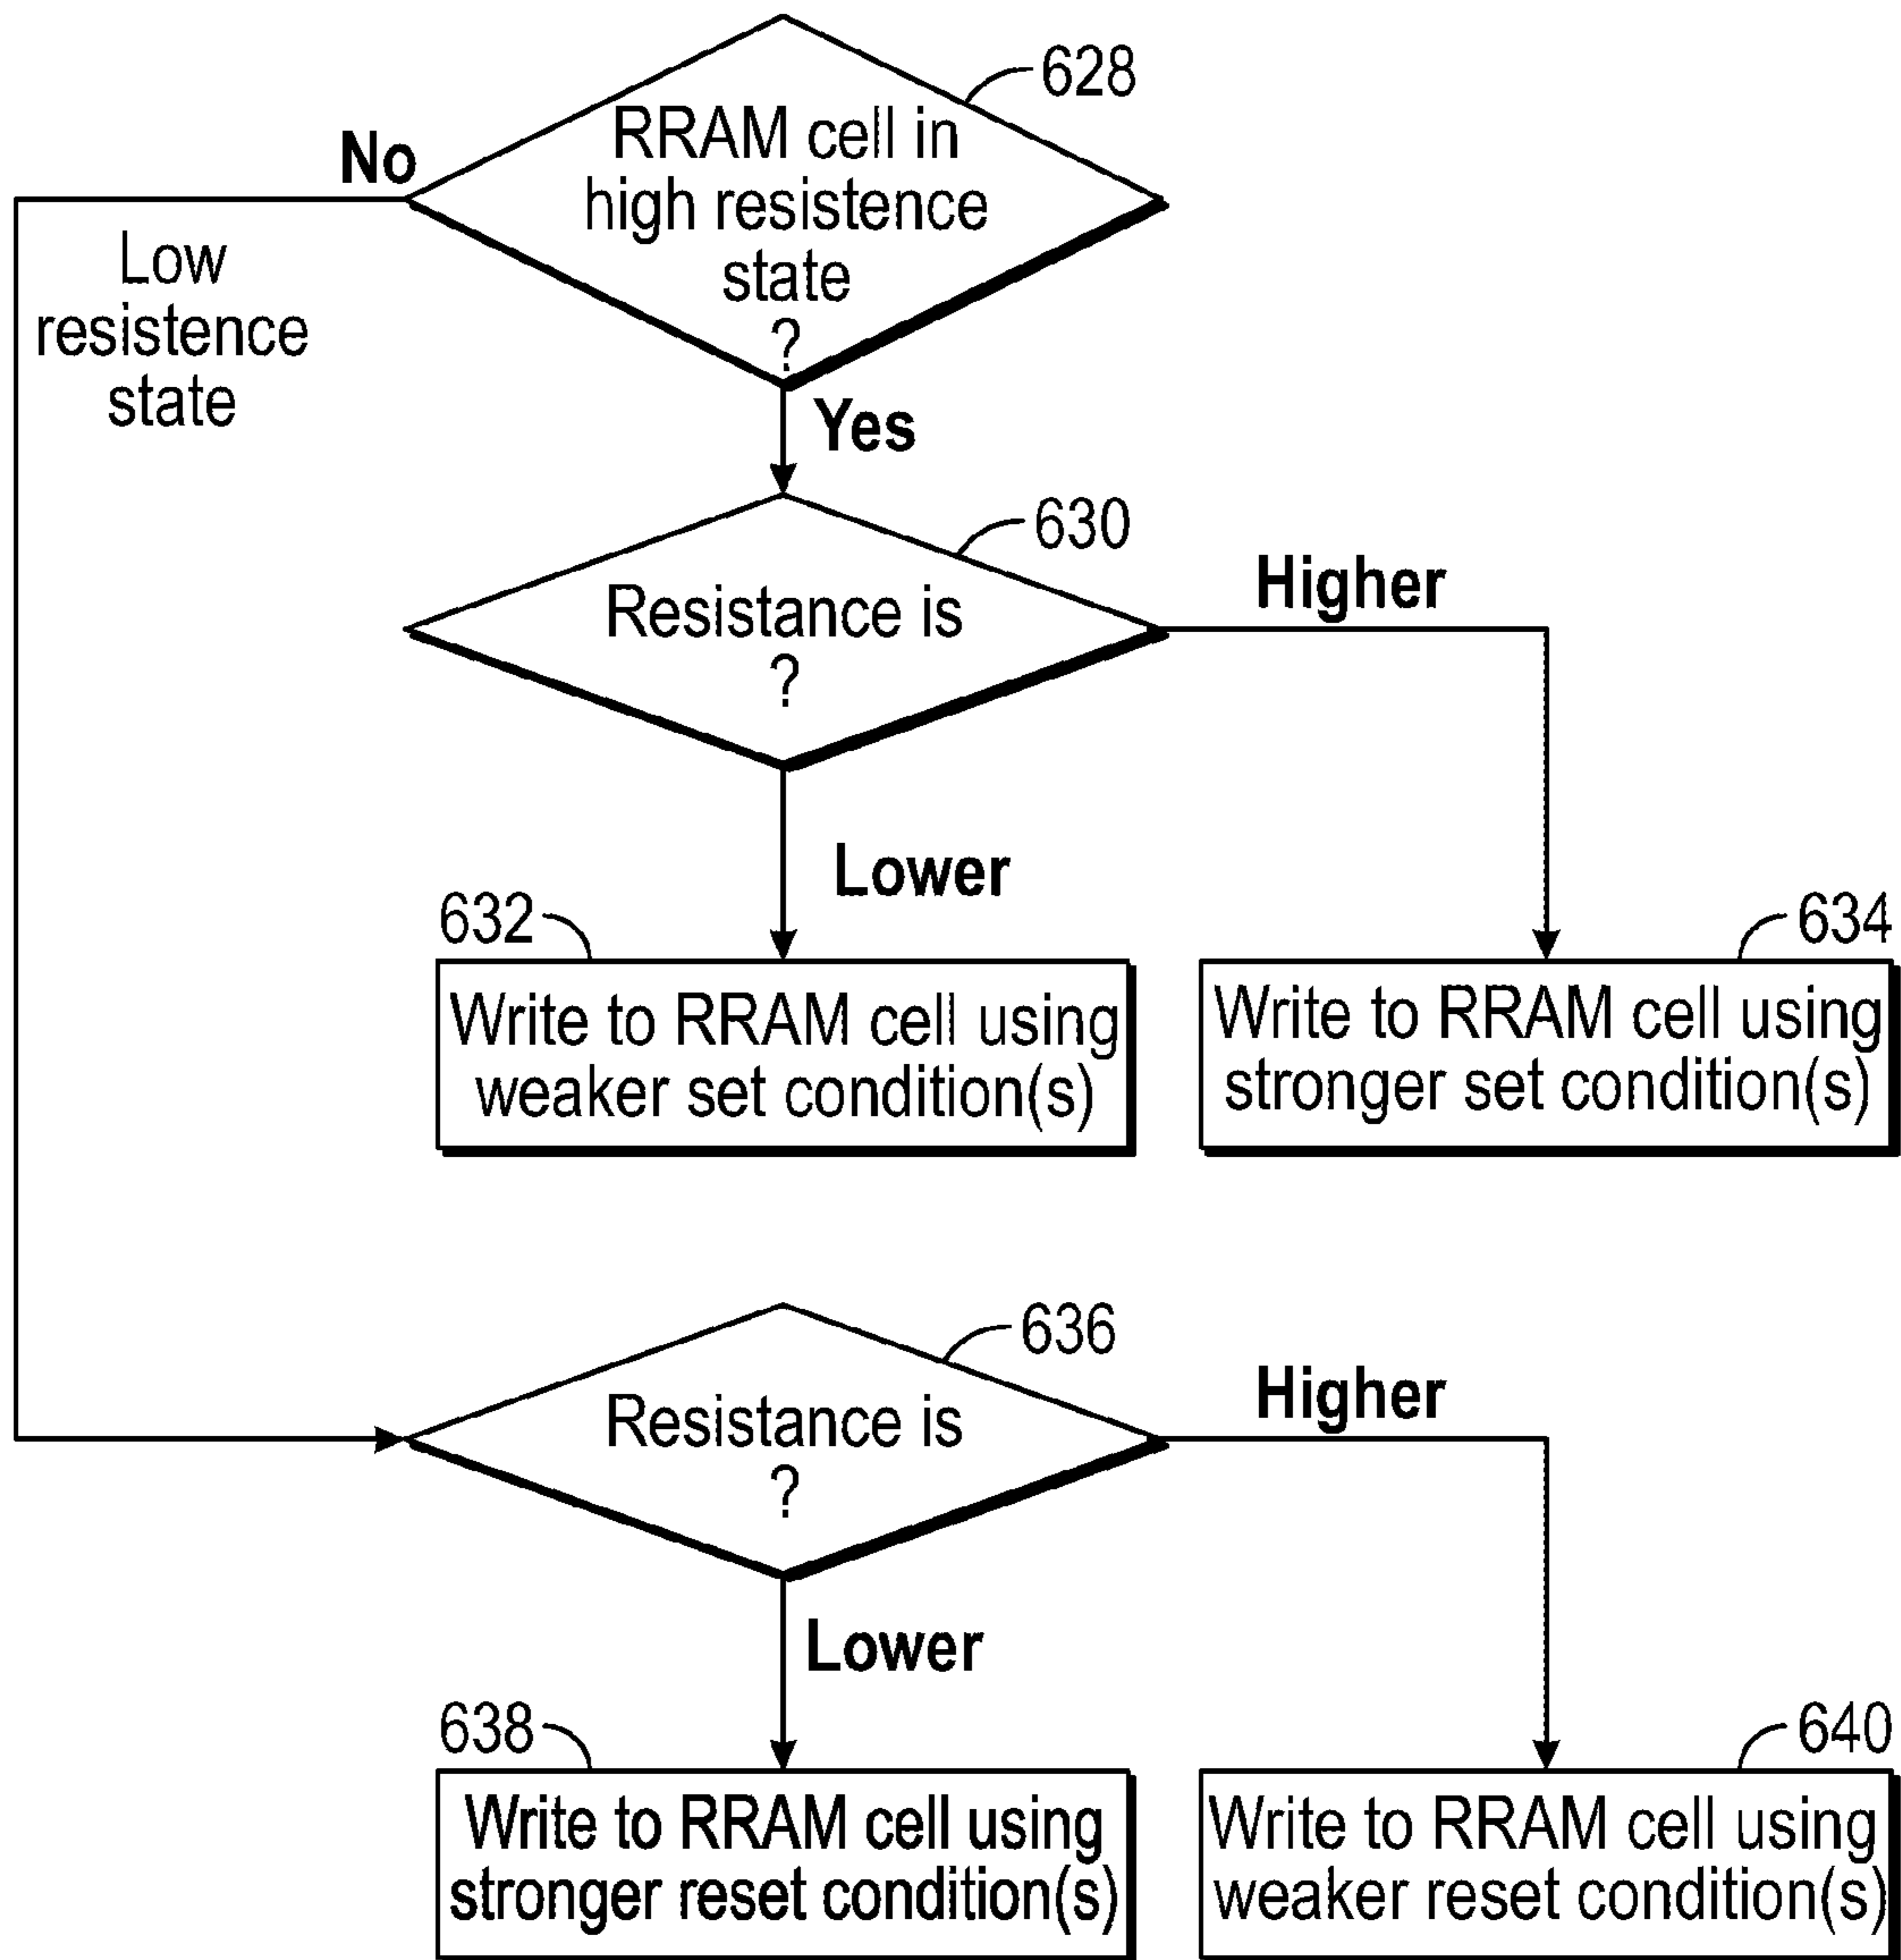 628
RRAM cell in
high resistence
state
?
No
Low
resistence
state
Yes
630
Resistance is
?
Higher
Lower
632
Write to RRAM cell using
weaker set condition(s)
634
Write to RRAM cell using
stronger set condition(s)
636
Resistance is
?
Higher
Lower
638
Write to RRAM cell using
stronger reset condition(s)
640
Write to RRAM cell using
weaker reset condition(s)